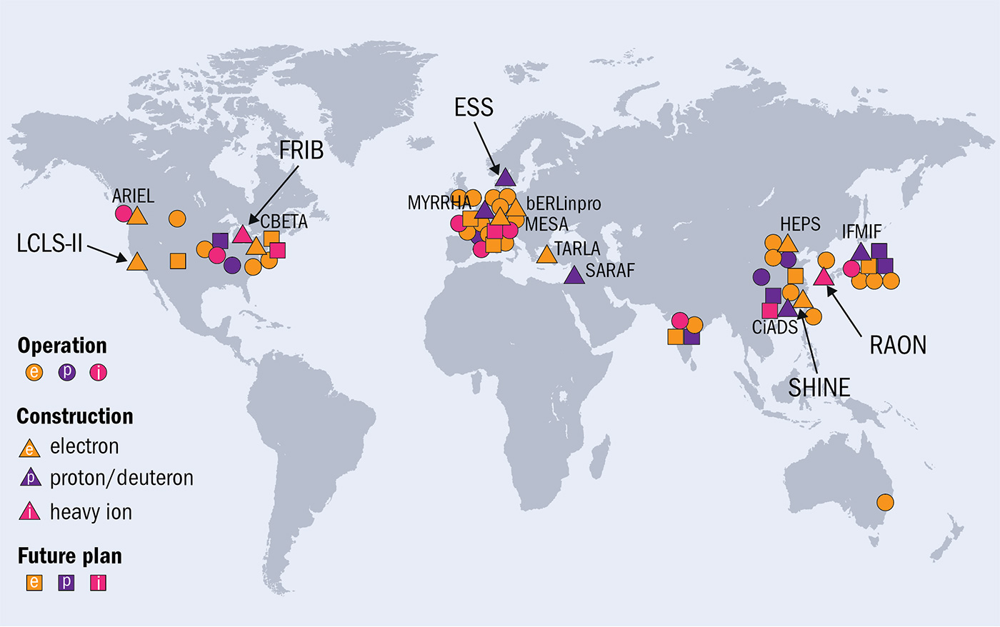 ESS
FRIB
ARIEL
MYRRHA
bERLinpro
CBETA
MESA
HEPS
IFMIF
LCLS-II
TARLA
SARAF
CiADS
RAON
SHINE
Operation
e p i
Construction
e electron
p proton/deuteron
i heavy ion
Future plan
e p i